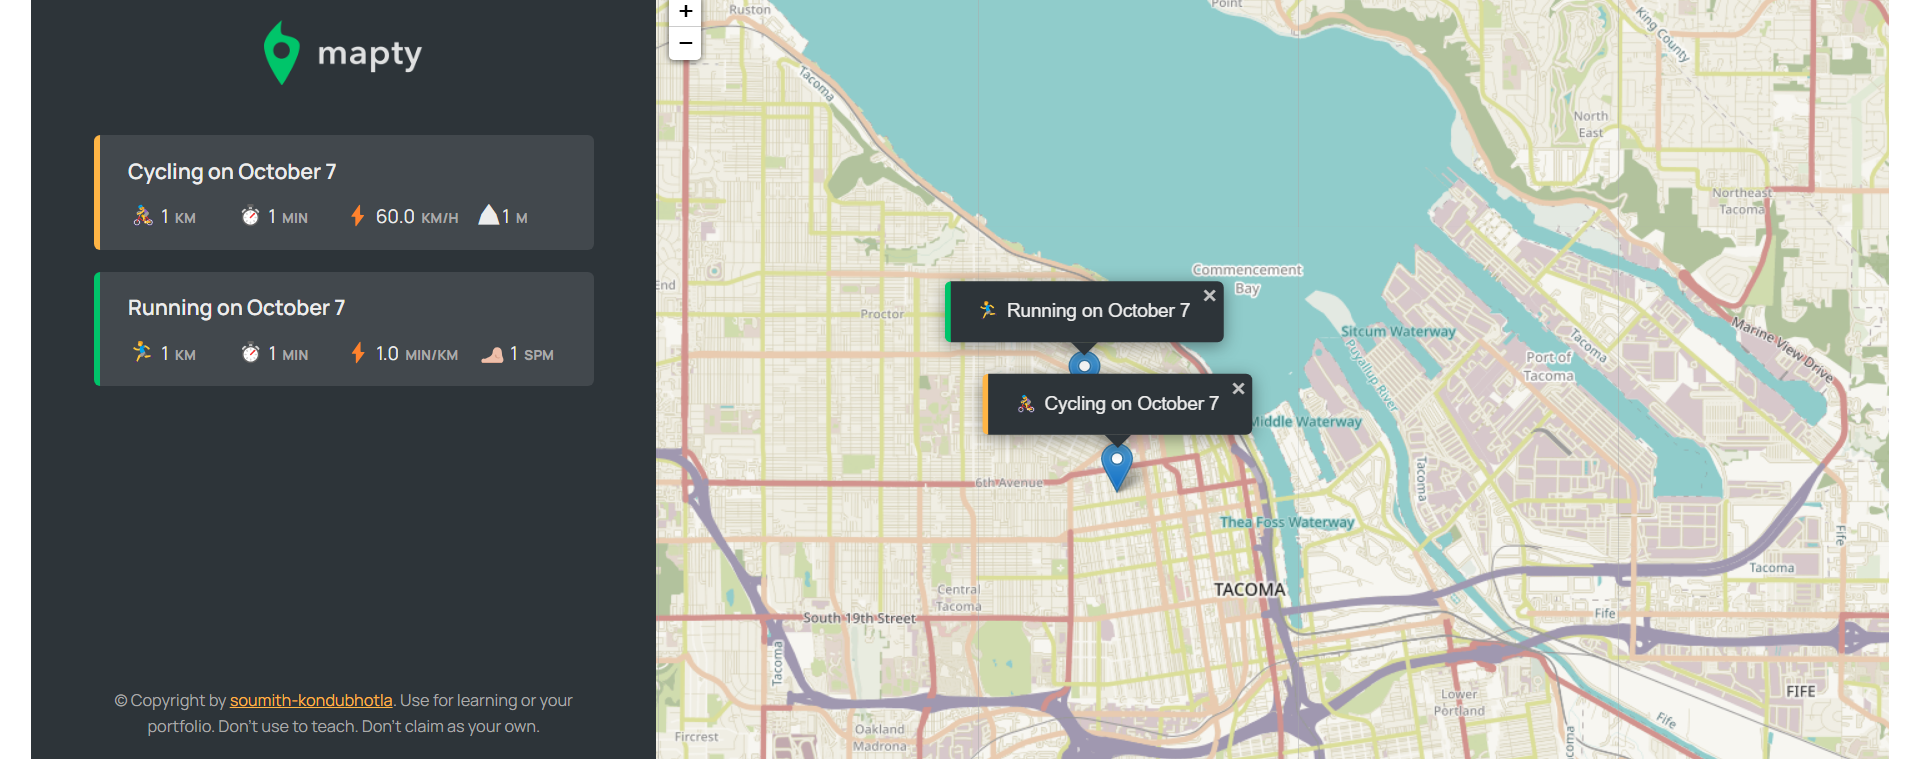 mapty
Cycling on October 7
1 KM 1 MIN 60.0 KM/H 1 M
Running on October 7
1 KM 1 MIN 1.0 MIN/KM 1 SPM
© Copyright by soumith-kondubhotla. Use for learning or your
portfolio. Don't use to teach. Don't claim as your own.
+
−
Ruston
Point
King County
Tacoma
North
East
Northeast
Tacoma
Commencement
Bay
End
Proctor
Running on October 7 ×
Sitcum Waterway
Puyallup River
Port of
Tacoma
Tacoma
Marine View Drive
Cycling on October 7 ×
Middle Waterway
6th Avenue
Tacoma
Thea Foss Waterway
Fife
Tacoma
TACOMA
Central
Tacoma
South 19th Street
Fife
Tacoma
Lower
Portland
FIFE
Fife
Fircrest
Oakland
Madrona
coma